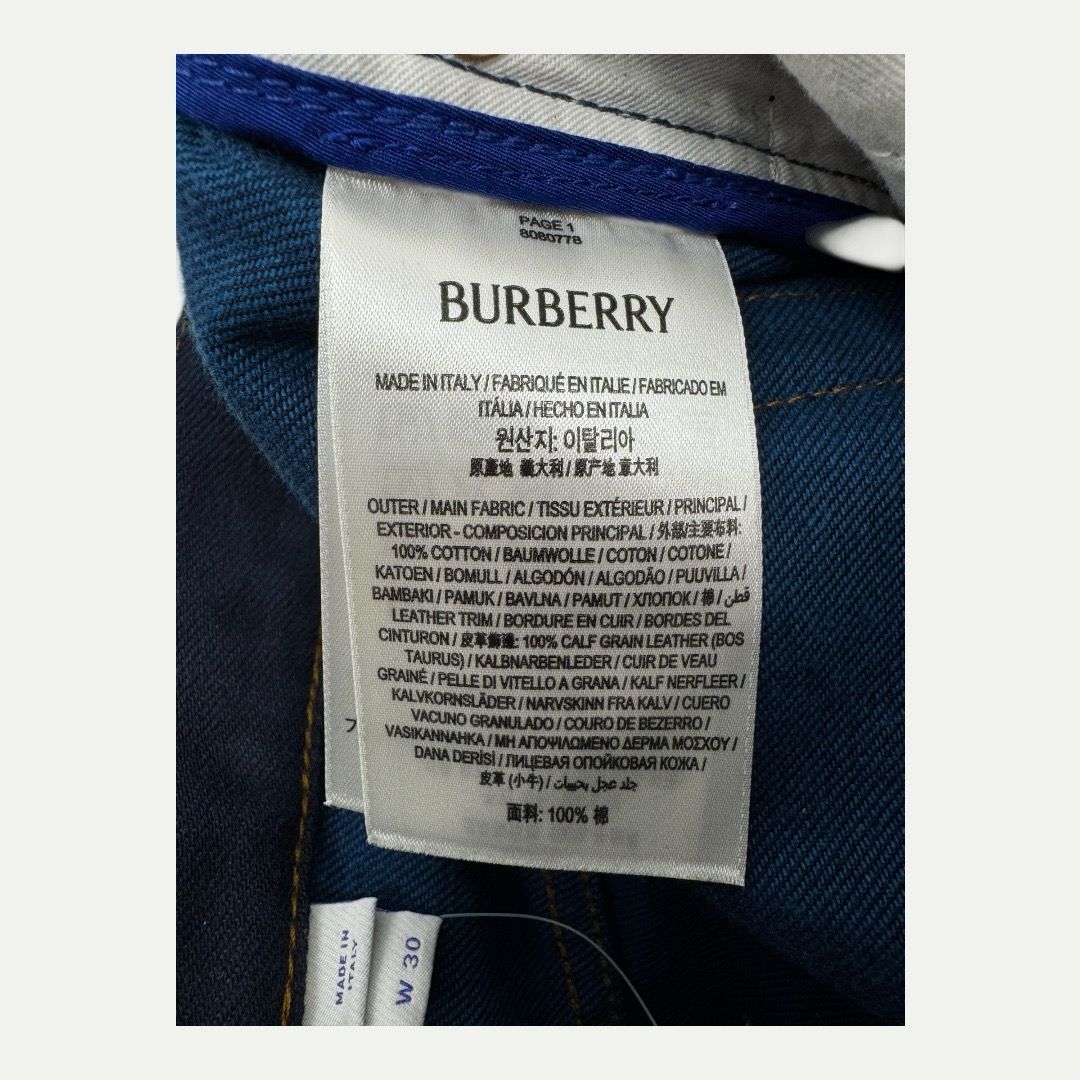 PAGE 1
8080778
BURBERRY
MADE IN ITALY / FABRIQUÉ EN ITALIE / FABRICADO EM
ITÁLIA / HECHO EN ITALIA
원산지: 이탈리아
原產地 義大利 / 原产地 意大利
OUTER / MAIN FABRIC / TISSU EXTÉRIEUR / PRINCIPAL /
EXTERIOR - COMPOSICION PRINCIPAL / 外部/主要布料:
100% COTTON / BAUMWOLLE / COTON / COTONE /
KATOEN / BOMULL / ALGODÓN / ALGODÃO / PUUVILLA /
BAMBAKI / PAMUK / BAVLNA / PAMUT / ХЛОПОК / 棉 / قطن
LEATHER TRIM / BORDURE EN CUIR / BORDES DEL
CINTURON / 皮革飾邊: 100% CALF GRAIN LEATHER (BOS
TAURUS) / KALBNARBENLEDER / CUIR DE VEAU
GRAINÉ / PELLE DI VITELLO A GRANA / KALF NERFLEER /
KALVKORNSLÄDER / NARVSKINN FRA KALV / CUERO
VACUNO GRANULADO / COURO DE BEZERRO /
VASIKANNAHKA / ΜΗ ΑΠΟΨΙΛΩΜΕΝΟ ΔΕΡΜΑ ΜΟΣΧΟΥ /
DANA DERİSİ / ЛИЦЕВАЯ ОПОЙКОВАЯ КОЖА /
皮革 (小牛) / جلد عجل بحبيبات
面料: 100% 棉
MADE IN
ITALY
W 30